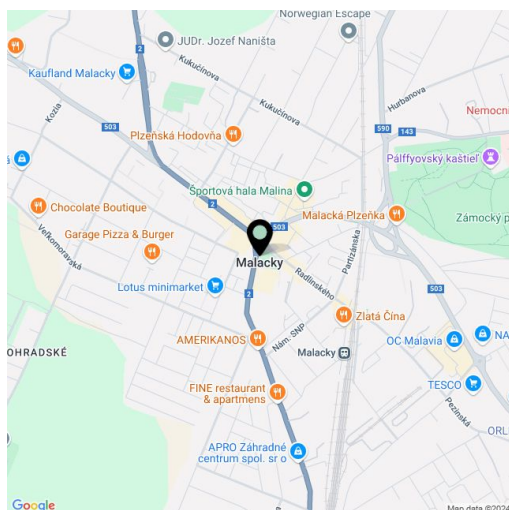 Norwegian Escape
JUDr. Jozef Naništa
2
Kukučínova
Kaufland Malacky
Kozia
Kukučínova
Hurbanova
503
590
143
Nemocn
Plzeňská Hodovňa
Pálffyovský kaštieľ
Športová hala Malina
Chocolate Boutique
2
Malacká Plzeňka
Zámocký p
503
Garage Pizza & Burger
Veľkomoravská
Partizánska
Malacky
Radlinského
Lotus minimarket
503
2
Zlatá Čína
Nám. SNP
AMERIKANOS
OC Malavia
NA
OHRADSKÉ
Malacky
TESCO
FINE restaurant
& apartmens
Pezinská
ORL
APRO Záhradné
centrum spol. sr o
Google
Map data ©2024